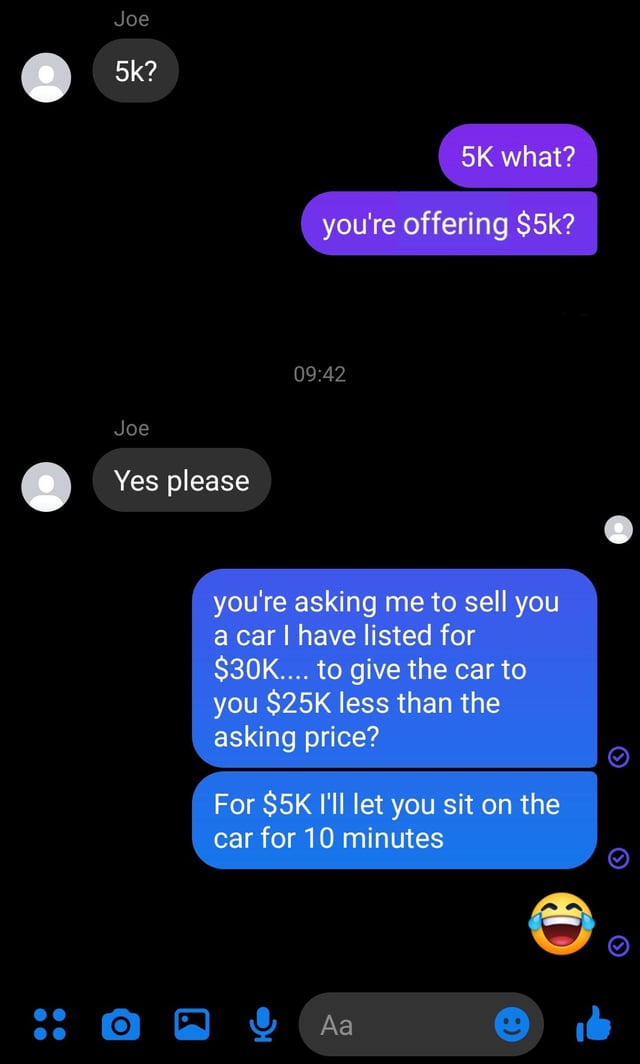 Joe
5k?
5K what?
you're offering $5k?
09:42
Joe
Yes please
you're asking me to sell you
a car I have listed for
$30K.... to give the car to
you $25K less than the
asking price?
For $5K I'll let you sit on the
car for 10 minutes
😂
Aa